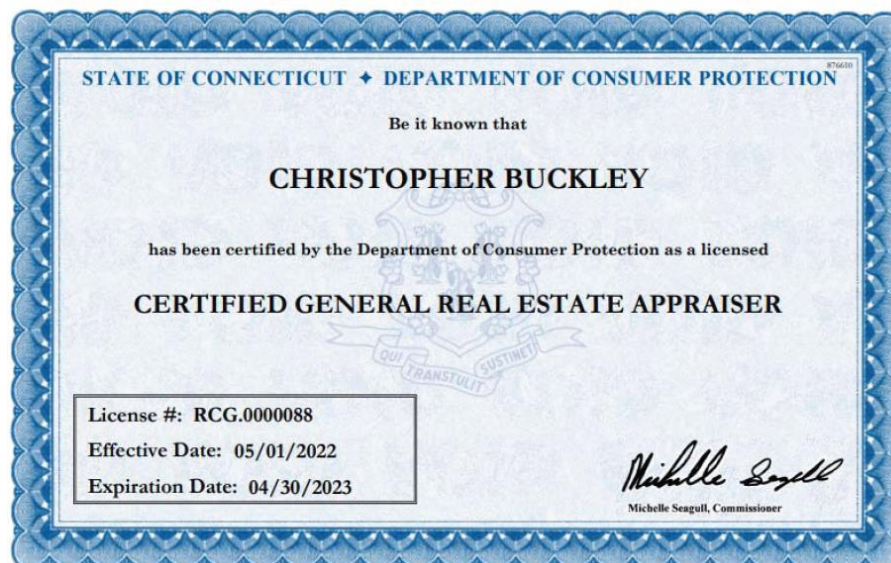 876610
STATE OF CONNECTICUT ✦ DEPARTMENT OF CONSUMER PROTECTION
Be it known that
CHRISTOPHER BUCKLEY
has been certified by the Department of Consumer Protection as a licensed
CERTIFIED GENERAL REAL ESTATE APPRAISER
QUI TRANSTULIT SUSTINET
License #: RCG.0000088
Effective Date: 05/01/2022
Expiration Date: 04/30/2023
Michelle Seagull
Michelle Seagull, Commissioner